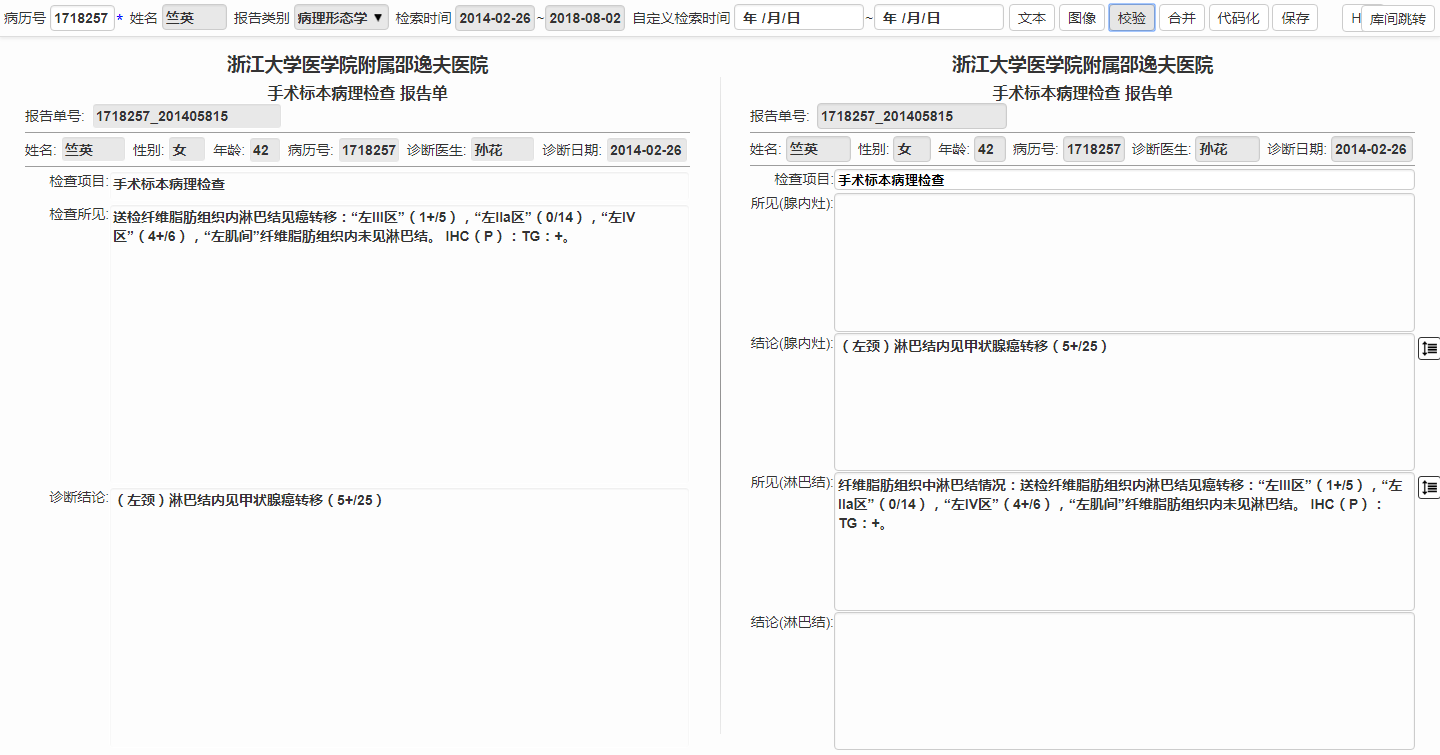 病历号 1718257 * 姓名 竺英 报告类别 病理形态学 ▼ 检索时间 2014-02-26 ~ 2018-08-02 自定义检索时间 年 /月/日 ~ 年 /月/日 文本 图像 校验 合并 代码化 保存 H 库间跳转
浙江大学医学院附属邵逸夫医院
手术标本病理检查 报告单
报告单号: 1718257_201405815
姓名: 竺英 性别: 女 年龄: 42 病历号: 1718257 诊断医生: 孙花 诊断日期: 2014-02-26
检查项目: 手术标本病理检查
检查所见: 送检纤维脂肪组织内淋巴结见癌转移：“左III区”（1+/5），“左IIa区”（0/14），“左IV
区”（4+/6），“左肌间”纤维脂肪组织内未见淋巴结。 IHC（P）：TG：+。
诊断结论: （左颈）淋巴结内见甲状腺癌转移（5+/25）
浙江大学医学院附属邵逸夫医院
手术标本病理检查 报告单
报告单号: 1718257_201405815
姓名: 竺英 性别: 女 年龄: 42 病历号: 1718257 诊断医生: 孙花 诊断日期: 2014-02-26
检查项目: 手术标本病理检查
所见(腺内灶):
结论(腺内灶): （左颈）淋巴结内见甲状腺癌转移（5+/25）
所见(淋巴结): 纤维脂肪组织中淋巴结情况：送检纤维脂肪组织内淋巴结见癌转移：“左III区”（1+/5），“左
IIa区”（0/14），“左IV区”（4+/6），“左肌间”纤维脂肪组织内未见淋巴结。 IHC（P）：
TG：+。
结论(淋巴结):